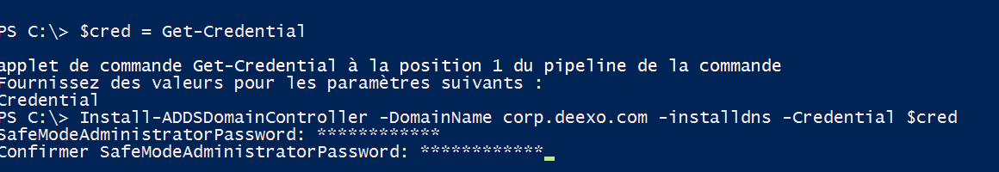 PS C:\> $cred = Get-Credential
applet de commande Get-Credential à la position 1 du pipeline de la commande
Fournissez des valeurs pour les paramètres suivants :
Credential
PS C:\> Install-ADDSDomainController -DomainName corp.deexo.com -installdns -Credential $cred
SafeModeAdministratorPassword: ************
Confirmer SafeModeAdministratorPassword: ************